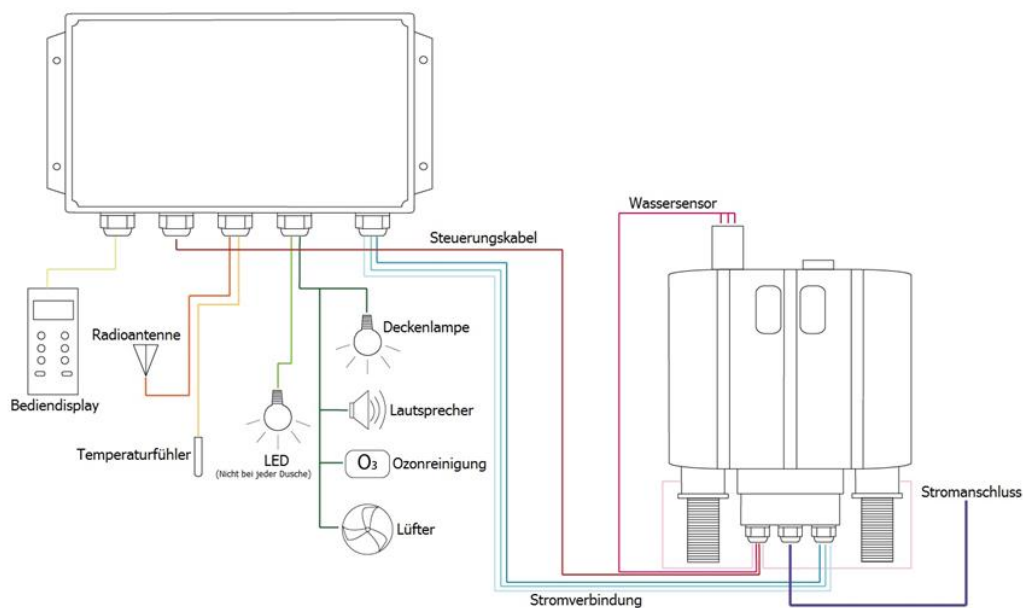 Wassersensor
Steuerungskabel
Radioantenne
Deckenlampe
Bediendisplay
Lautsprecher
Temperaturfühler
LED
(Nicht bei jeder Dusche)
O3
Ozonreinigung
Stromanschluss
Lüfter
Stromverbindung